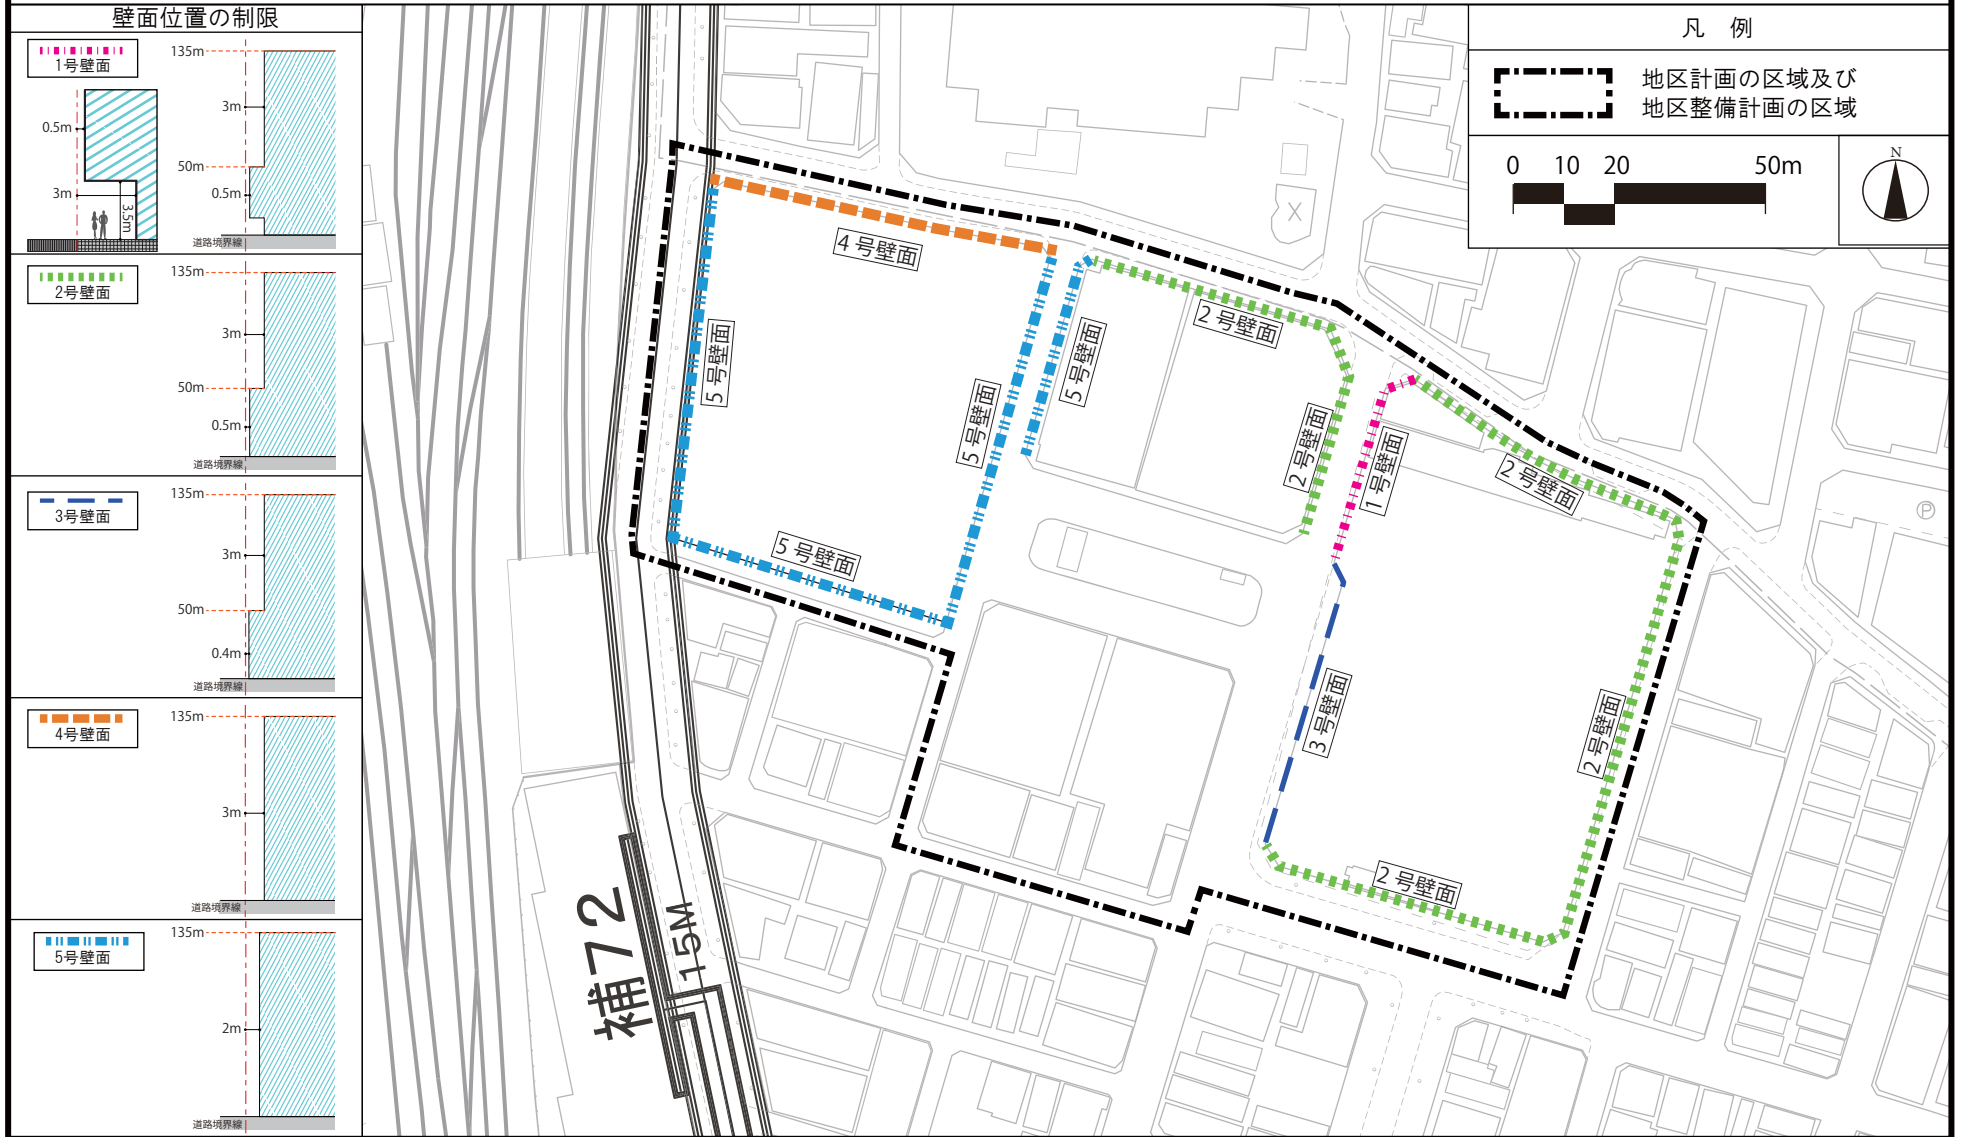 壁面位置の制限
1号壁面
0.5m
3m
3.5m
135m
3m
50m
0.5m
道路境界線
2号壁面
135m
3m
50m
0.5m
道路境界線
3号壁面
135m
3m
50m
0.4m
道路境界線
4号壁面
135m
3m
道路境界線
5号壁面
135m
2m
道路境界線
凡 例
地区計画の区域及び
地区整備計画の区域
0 10 20 50m
N
4号壁面
5号壁面
5号壁面
5号壁面
5号壁面
2号壁面
2号壁面
1号壁面
2号壁面
3号壁面
2号壁面
2号壁面
P
補72
15M